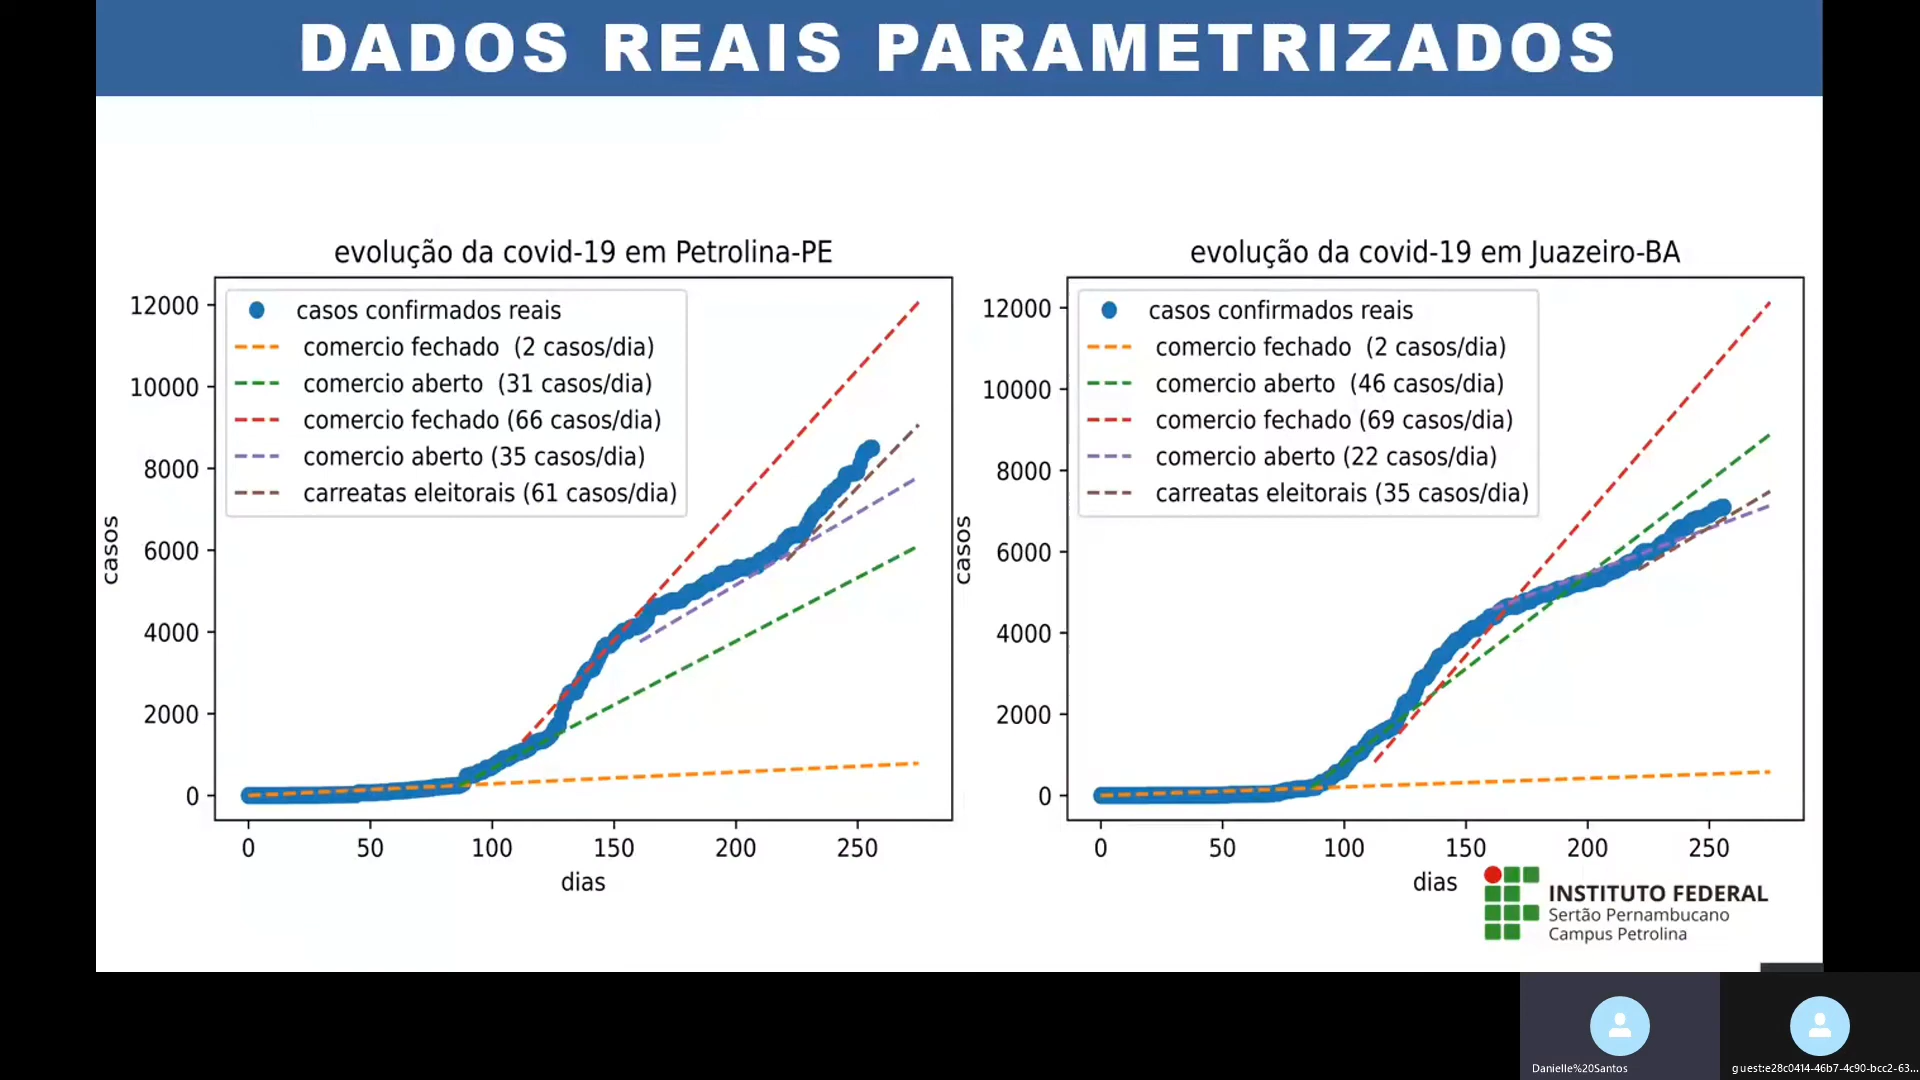 DADOS REAIS PARAMETRIZADOS
evolução da covid-19 em Petrolina-PE
casos confirmados reais
comercio fechado (2 casos/dia)
comercio aberto (31 casos/dia)
comercio fechado (66 casos/dia)
comercio aberto (35 casos/dia)
carreatas eleitorais (61 casos/dia)
12000
10000
8000
6000
4000
2000
0
casos
0 50 100 150 200 250
dias
evolução da covid-19 em Juazeiro-BA
casos confirmados reais
comercio fechado (2 casos/dia)
comercio aberto (46 casos/dia)
comercio fechado (69 casos/dia)
comercio aberto (22 casos/dia)
carreatas eleitorais (35 casos/dia)
12000
10000
8000
6000
4000
2000
0
casos
0 50 100 150 200 250
dias
INSTITUTO FEDERAL
Sertão Pernambucano
Campus Petrolina
Danielle%20Santos
guest:e28c0414-46b7-4c90-bcc2-63...